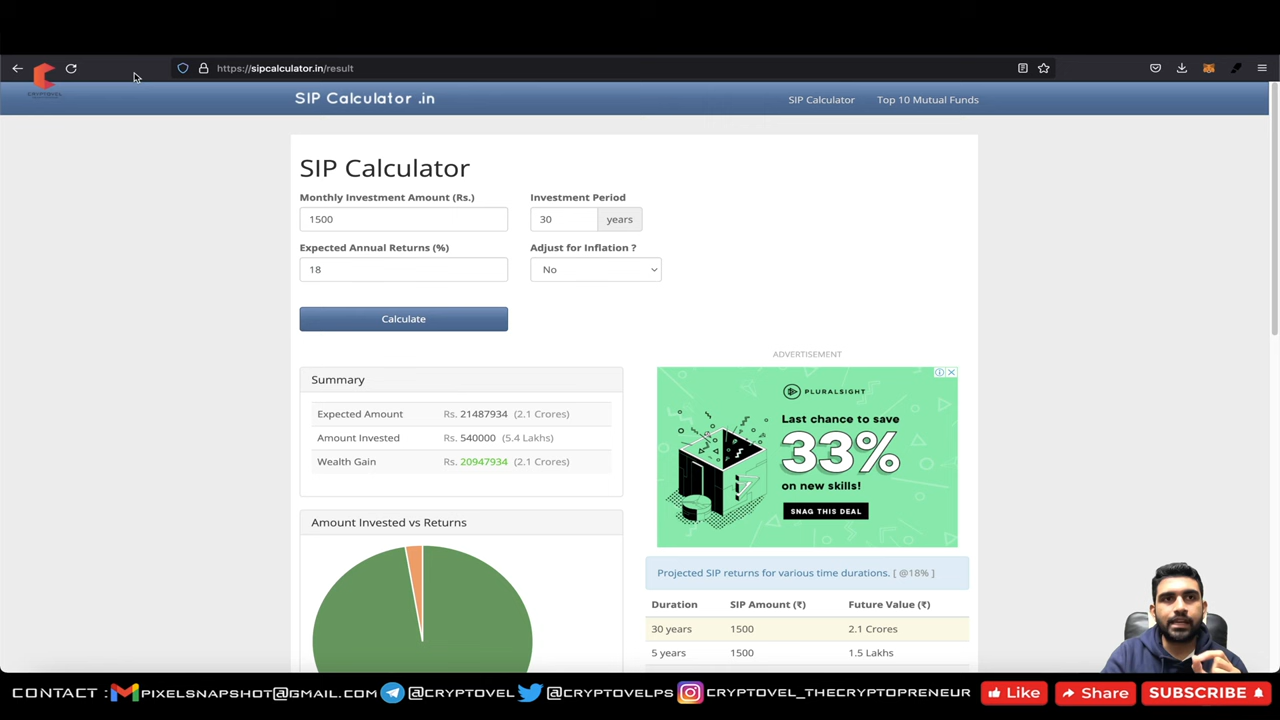 https://sipcalculator.in/result
CRYPTOVEL
SIP Calculator .in
SIP Calculator
Top 10 Mutual Funds
SIP Calculator
Monthly Investment Amount (Rs.)
Investment Period
1500
30
years
Expected Annual Returns (%)
Adjust for Inflation ?
18
No
Calculate
ADVERTISEMENT
Summary
Expected Amount Rs. 21487934 (2.1 Crores)
Amount Invested Rs. 540000 (5.4 Lakhs)
Wealth Gain Rs. 20947934 (2.1 Crores)
PLURALSIGHT
Last chance to save
33%
on new skills!
SNAG THIS DEAL
Amount Invested vs Returns
Projected SIP returns for various time durations. [ @18% ]
Duration SIP Amount (₹) Future Value (₹)
30 years 1500 2.1 Crores
5 years 1500 1.5 Lakhs
CONTACT : PIXELSNAPSHOT@GMAIL.COM @CRYPTOVEL @CRYPTOVELPS CRYPTOVEL_THECRYPTOPRENEUR
Like
Share
SUBSCRIBE